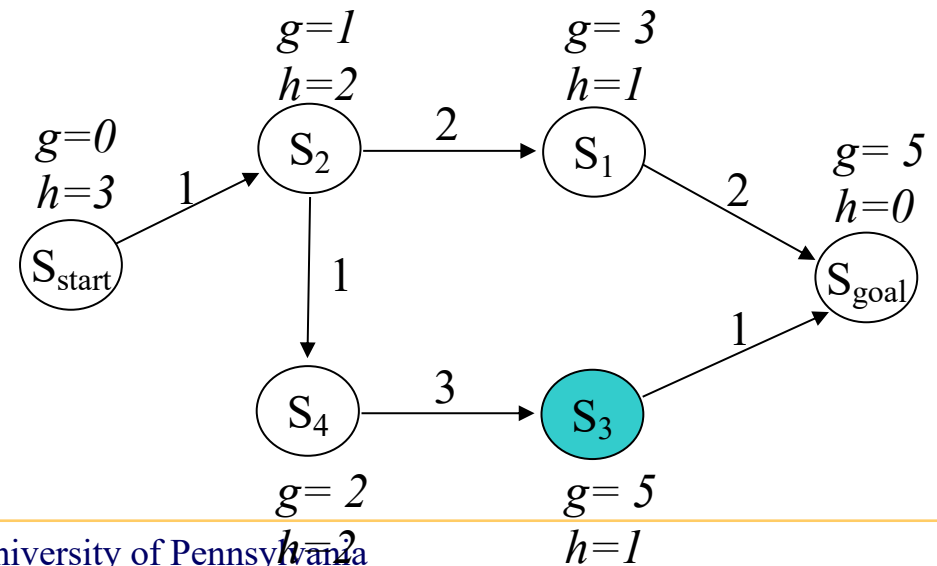 g=1
h=2
g= 3
h=1
g=0
h=3
g= 5
h=0
1
2
2
S2
S1
Sstart
Sgoal
1
1
3
S4
S3
g= 2
h=2
g= 5
h=1
niversity of Pennsylvania